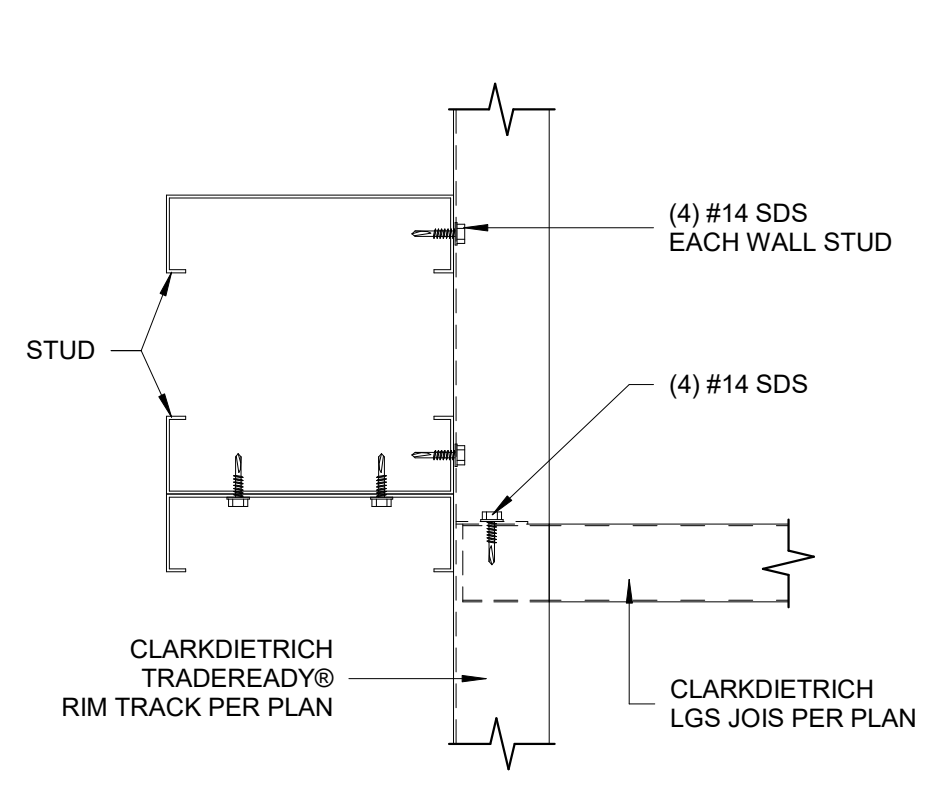 (4) #14 SDS
EACH WALL STUD
STUD
(4) #14 SDS
CLARKDIETRICH
TRADEREADY®
RIM TRACK PER PLAN
CLARKDIETRICH
LGS JOIS PER PLAN